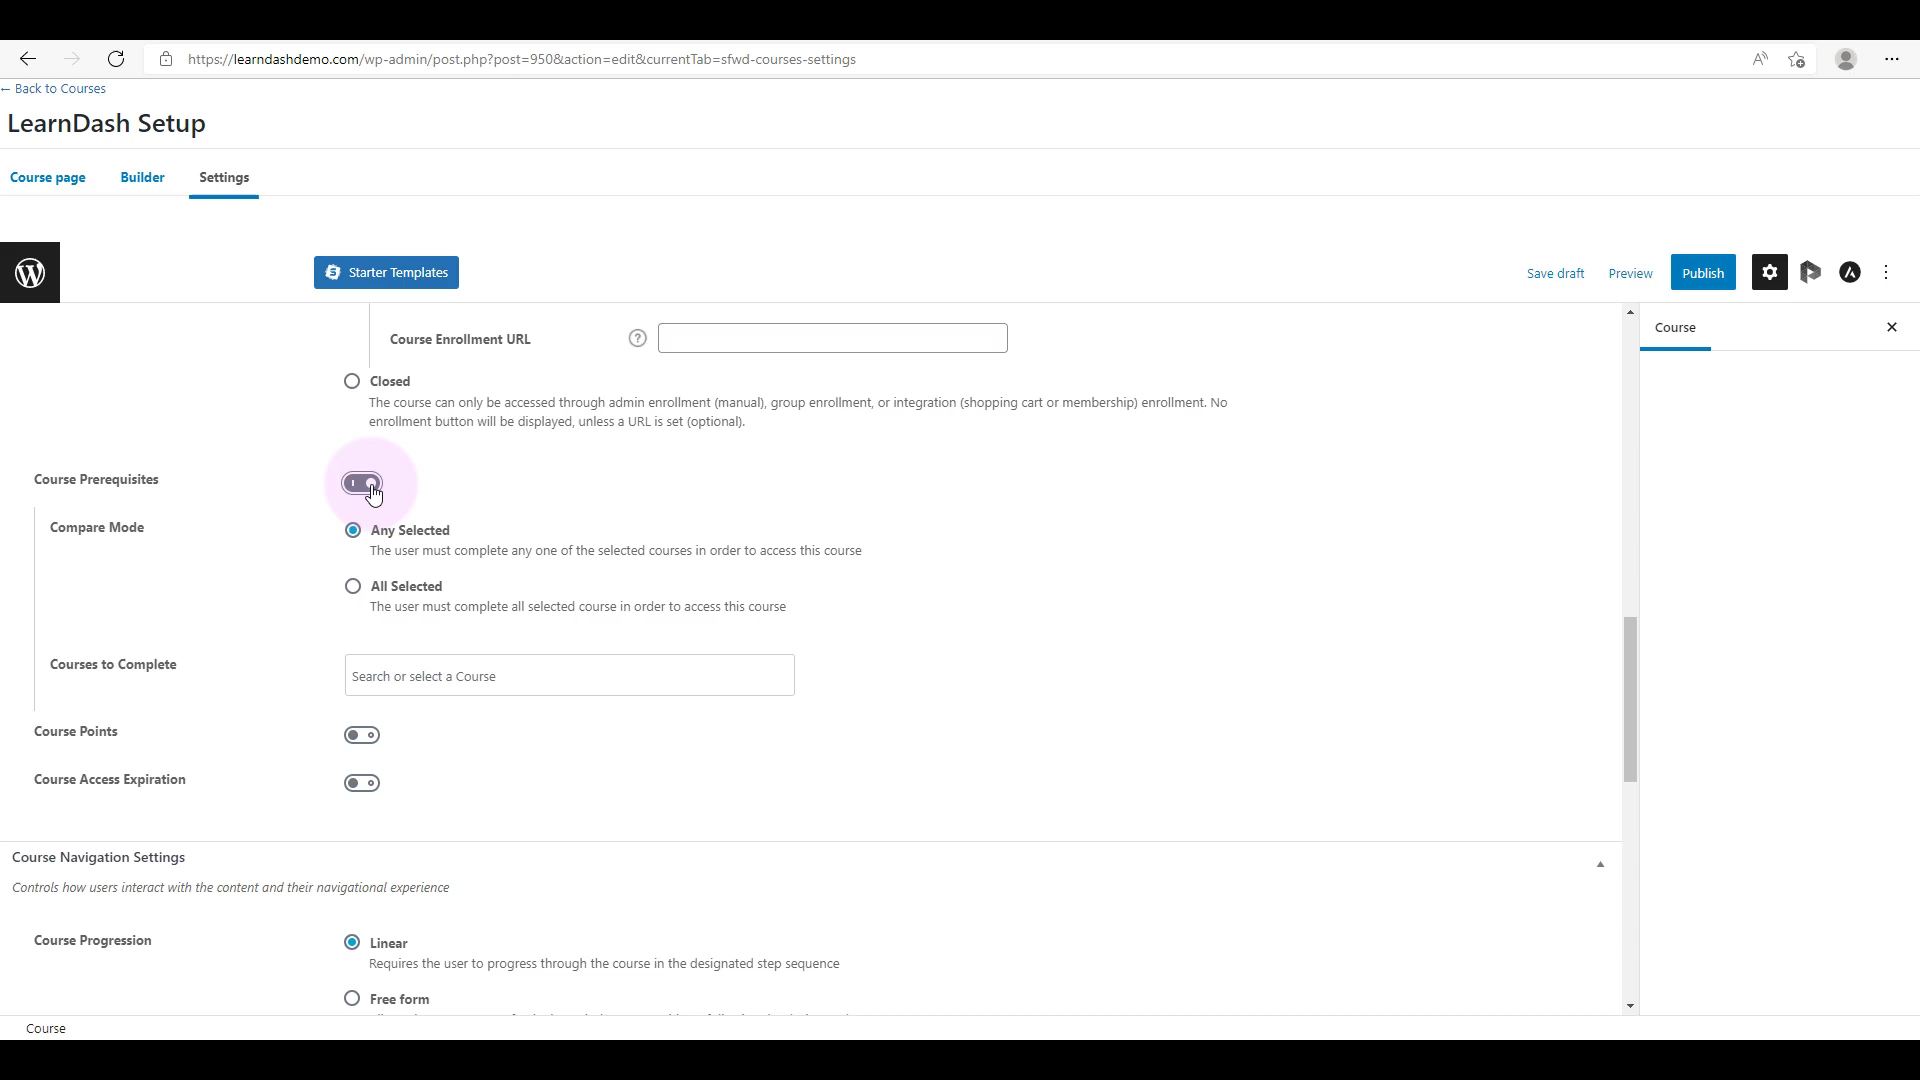 https://learndashdemo.com/wp-admin/post.php?post=950&action=edit&currentTab=sfwd-courses-settings
← Back to Courses
LearnDash Setup
Course page Builder Settings
Starter Templates Save draft Preview Publish
Course Enrollment URL ?
Course
Closed
The course can only be accessed through admin enrollment (manual), group enrollment, or integration (shopping cart or membership) enrollment. No
enrollment button will be displayed, unless a URL is set (optional).
Course Prerequisites
Compare Mode Any Selected
The user must complete any one of the selected courses in order to access this course
All Selected
The user must complete all selected course in order to access this course
Courses to Complete Search or select a Course
Course Points
Course Access Expiration
Course Navigation Settings
Controls how users interact with the content and their navigational experience
Course Progression Linear
Requires the user to progress through the course in the designated step sequence
Free form
Course